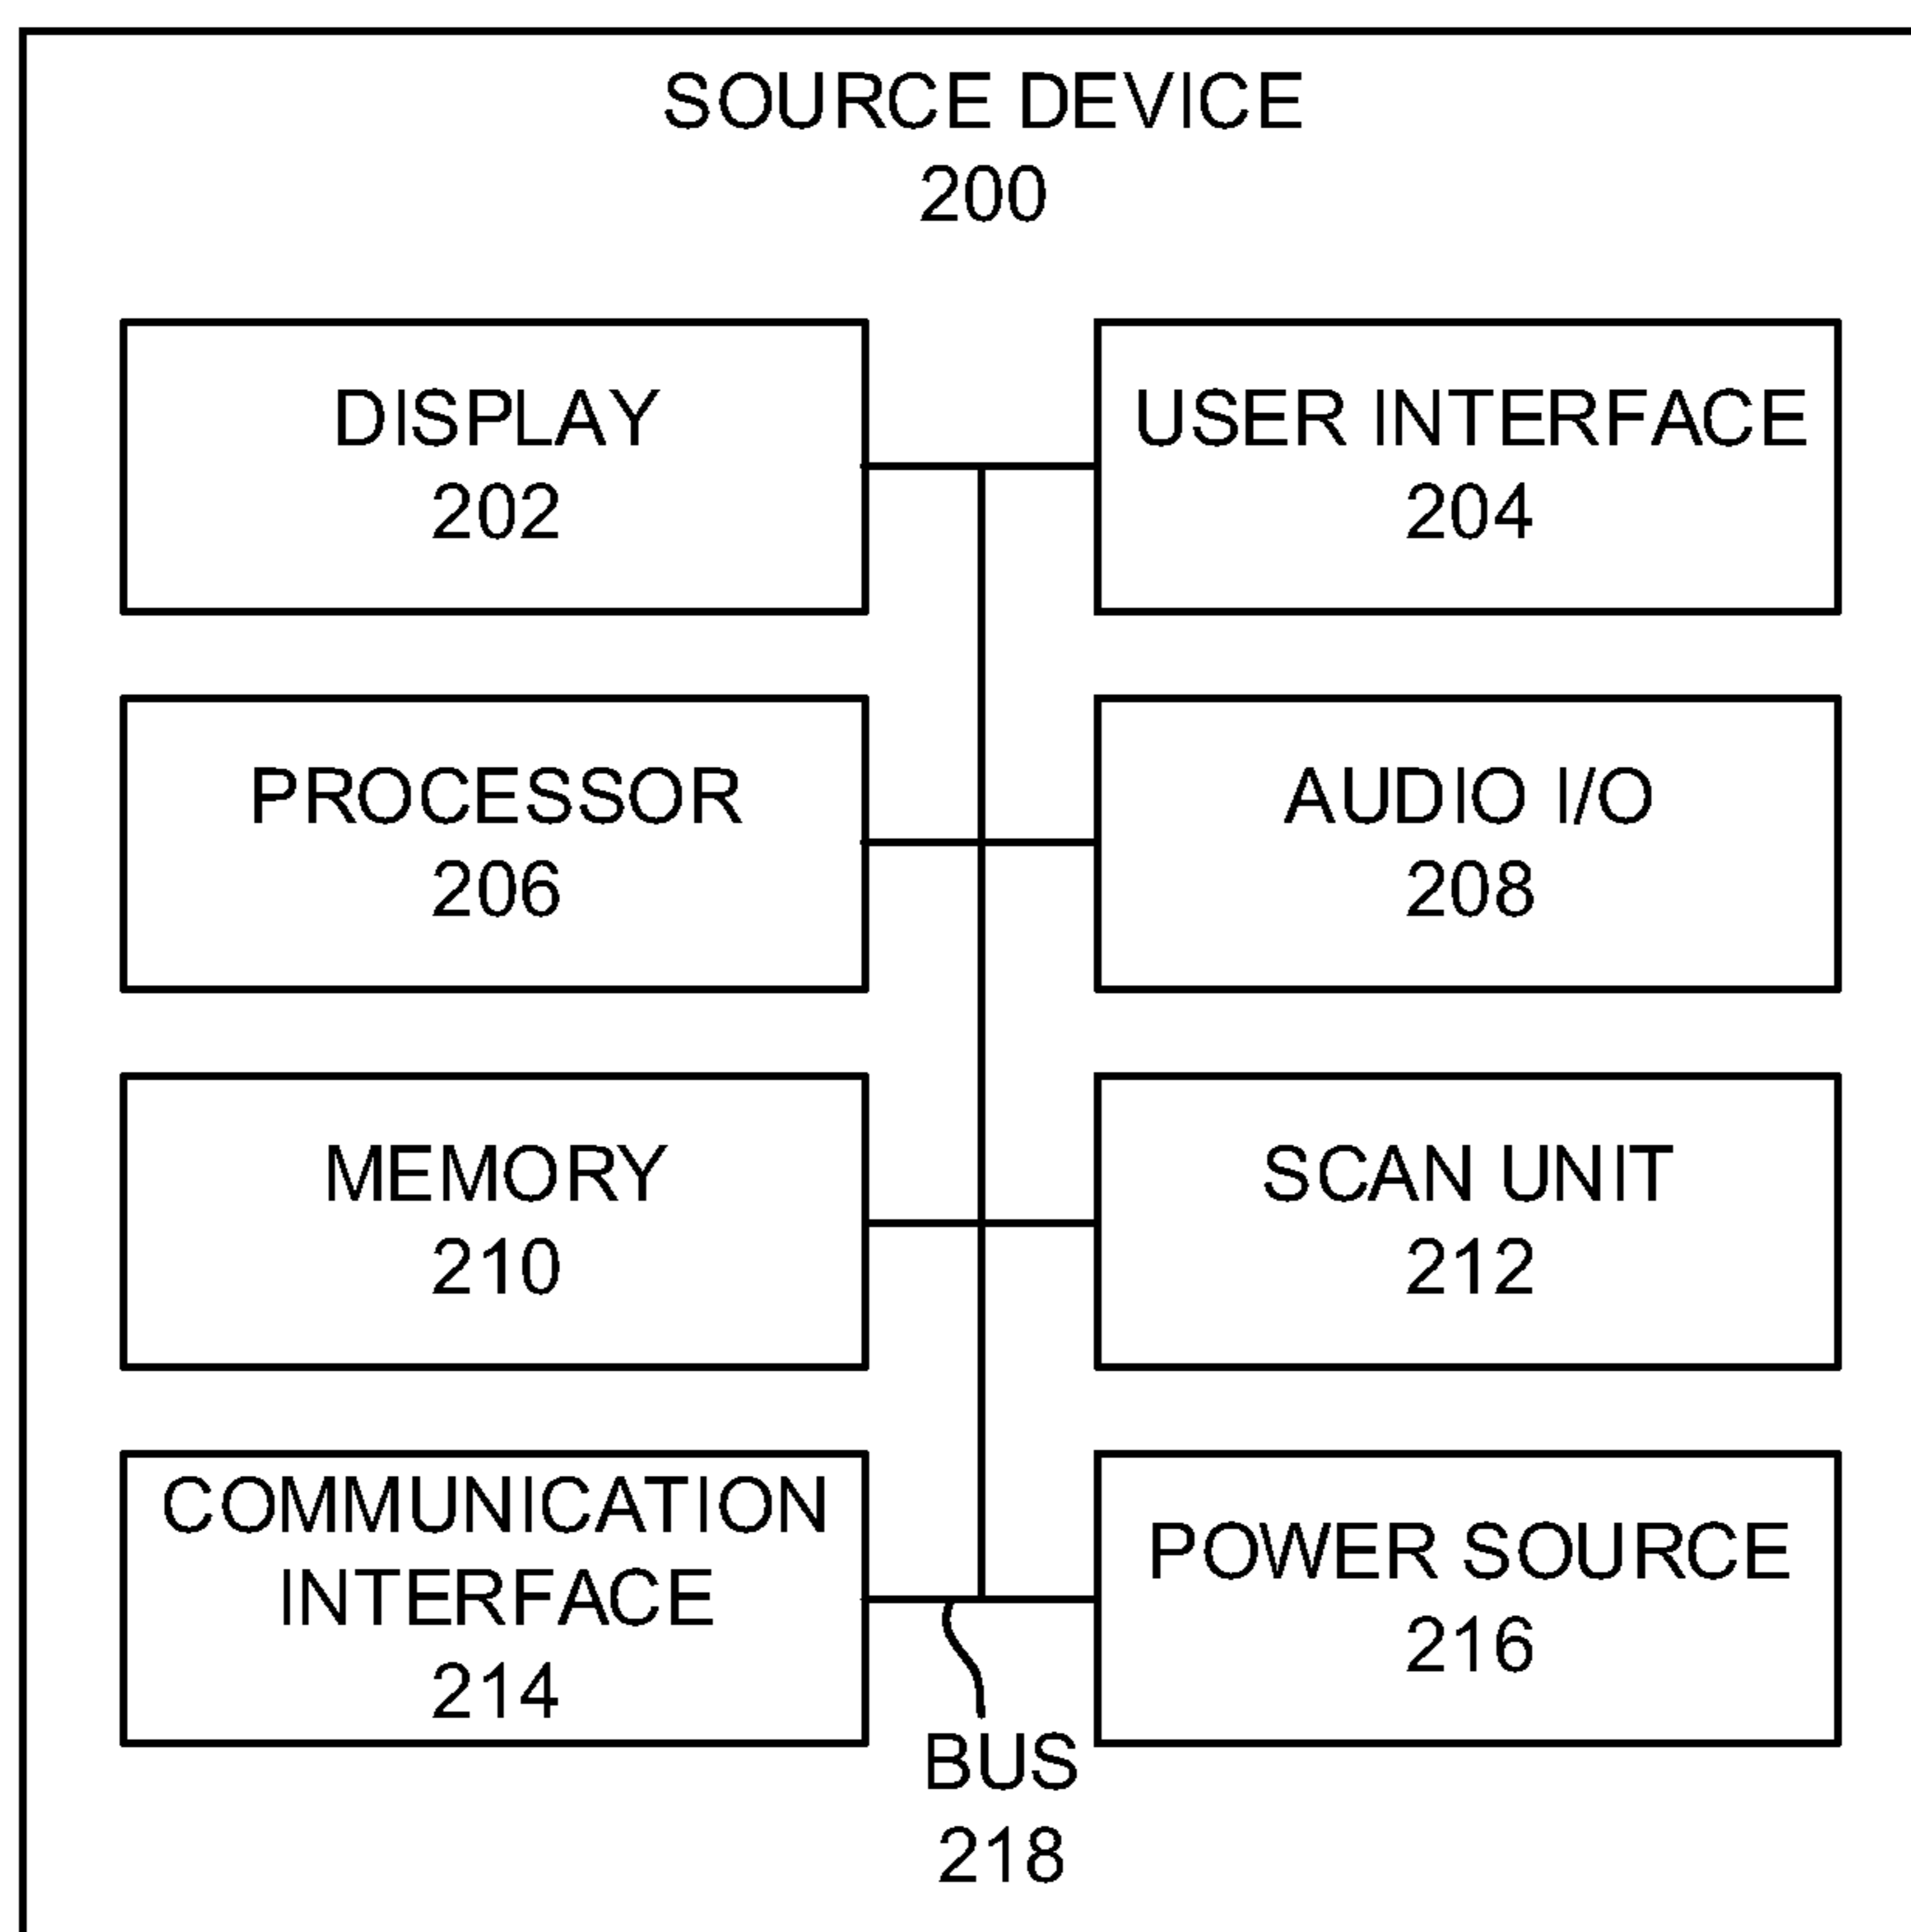 SOURCE DEVICE
200
DISPLAY
202
USER INTERFACE
204
PROCESSOR
206
AUDIO I/O
208
MEMORY
210
SCAN UNIT
212
COMMUNICATION
INTERFACE
214
POWER SOURCE
216
BUS
218